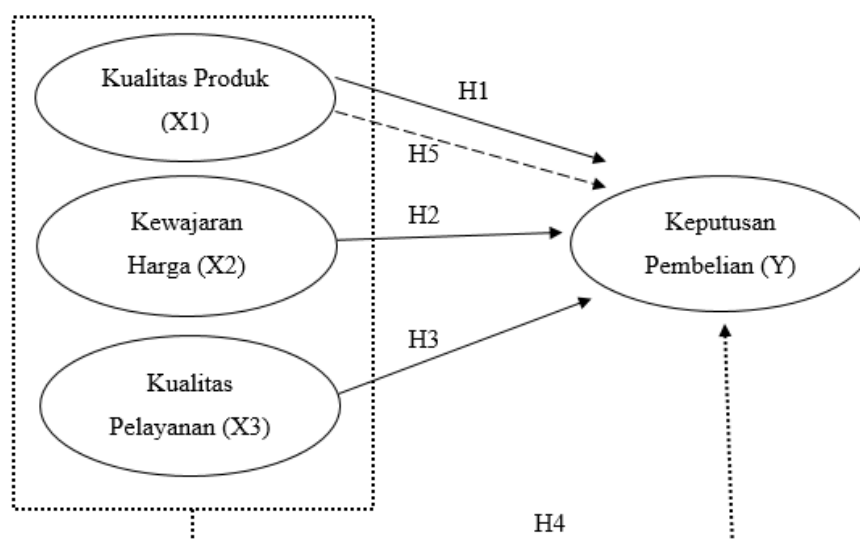 Kualitas Produk
(X1)
H1
H5
Kewajaran
Harga (X2)
H2
Keputusan
Pembelian (Y)
H3
Kualitas
Pelayanan (X3)
H4